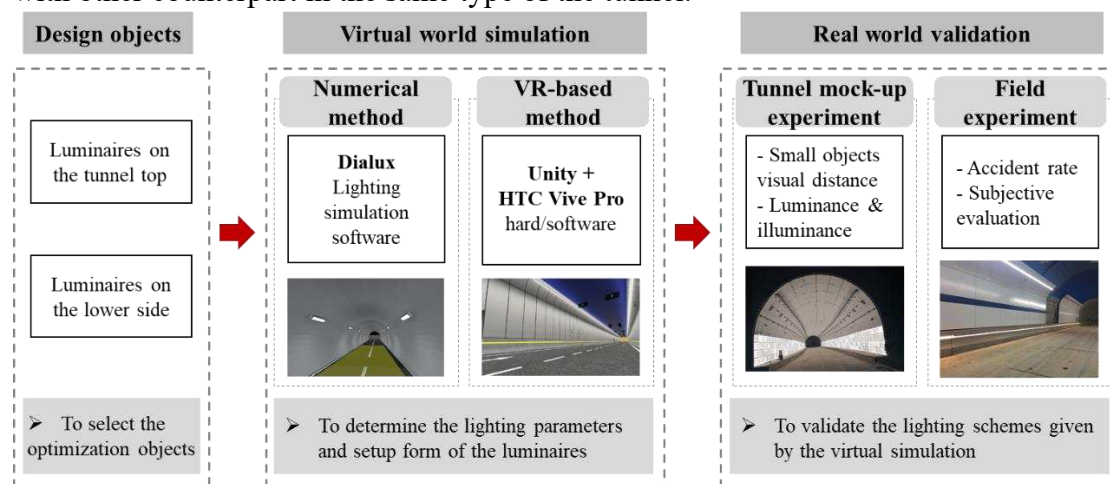 with other counterpart in the same type of the tunnel.
Design objects
Luminaires on
the tunnel top
Luminaires on
the lower side
➢ To select the
optimization objects
Virtual world simulation
Numerical
method
Dialux
Lighting
simulation
software
VR-based
method
Unity +
HTC Vive Pro
hard/software
➢ To determine the lighting parameters
and setup form of the luminaires
Real world validation
Tunnel mock-up
experiment
- Small objects
visual distance
- Luminance &
illuminance
Field
experiment
- Accident rate
- Subjective
evaluation
➢ To validate the lighting schemes given
by the virtual simulation